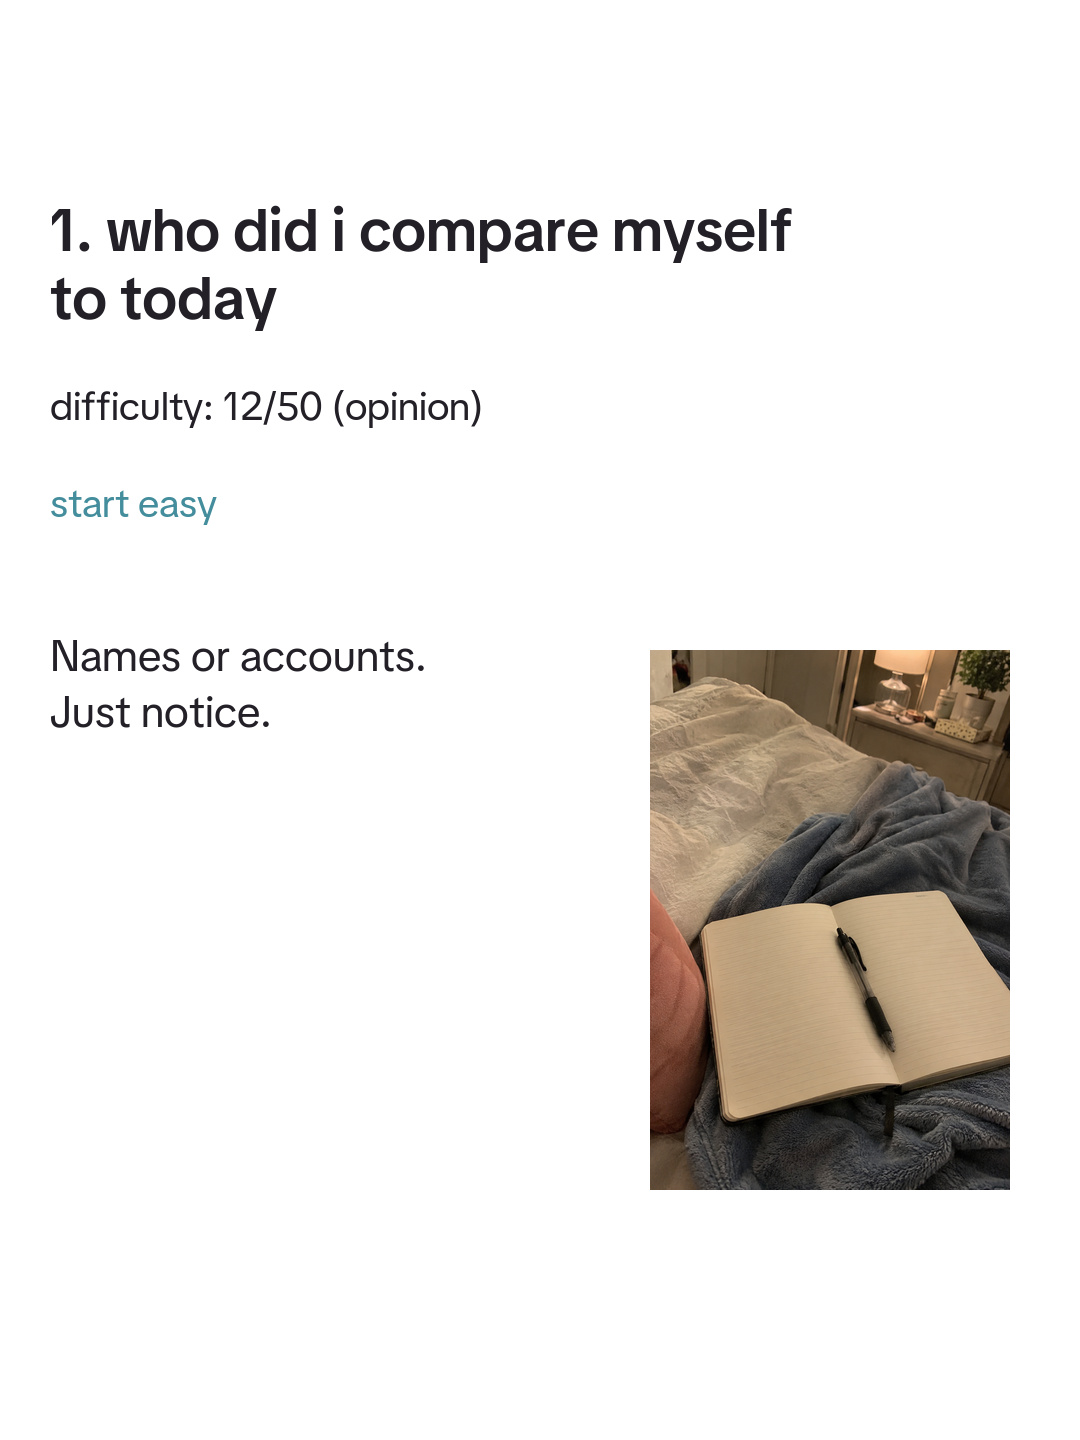 1. who did i compare myself
to today
difficulty: 12/50 (opinion)
start easy
Names or accounts.
Just notice.